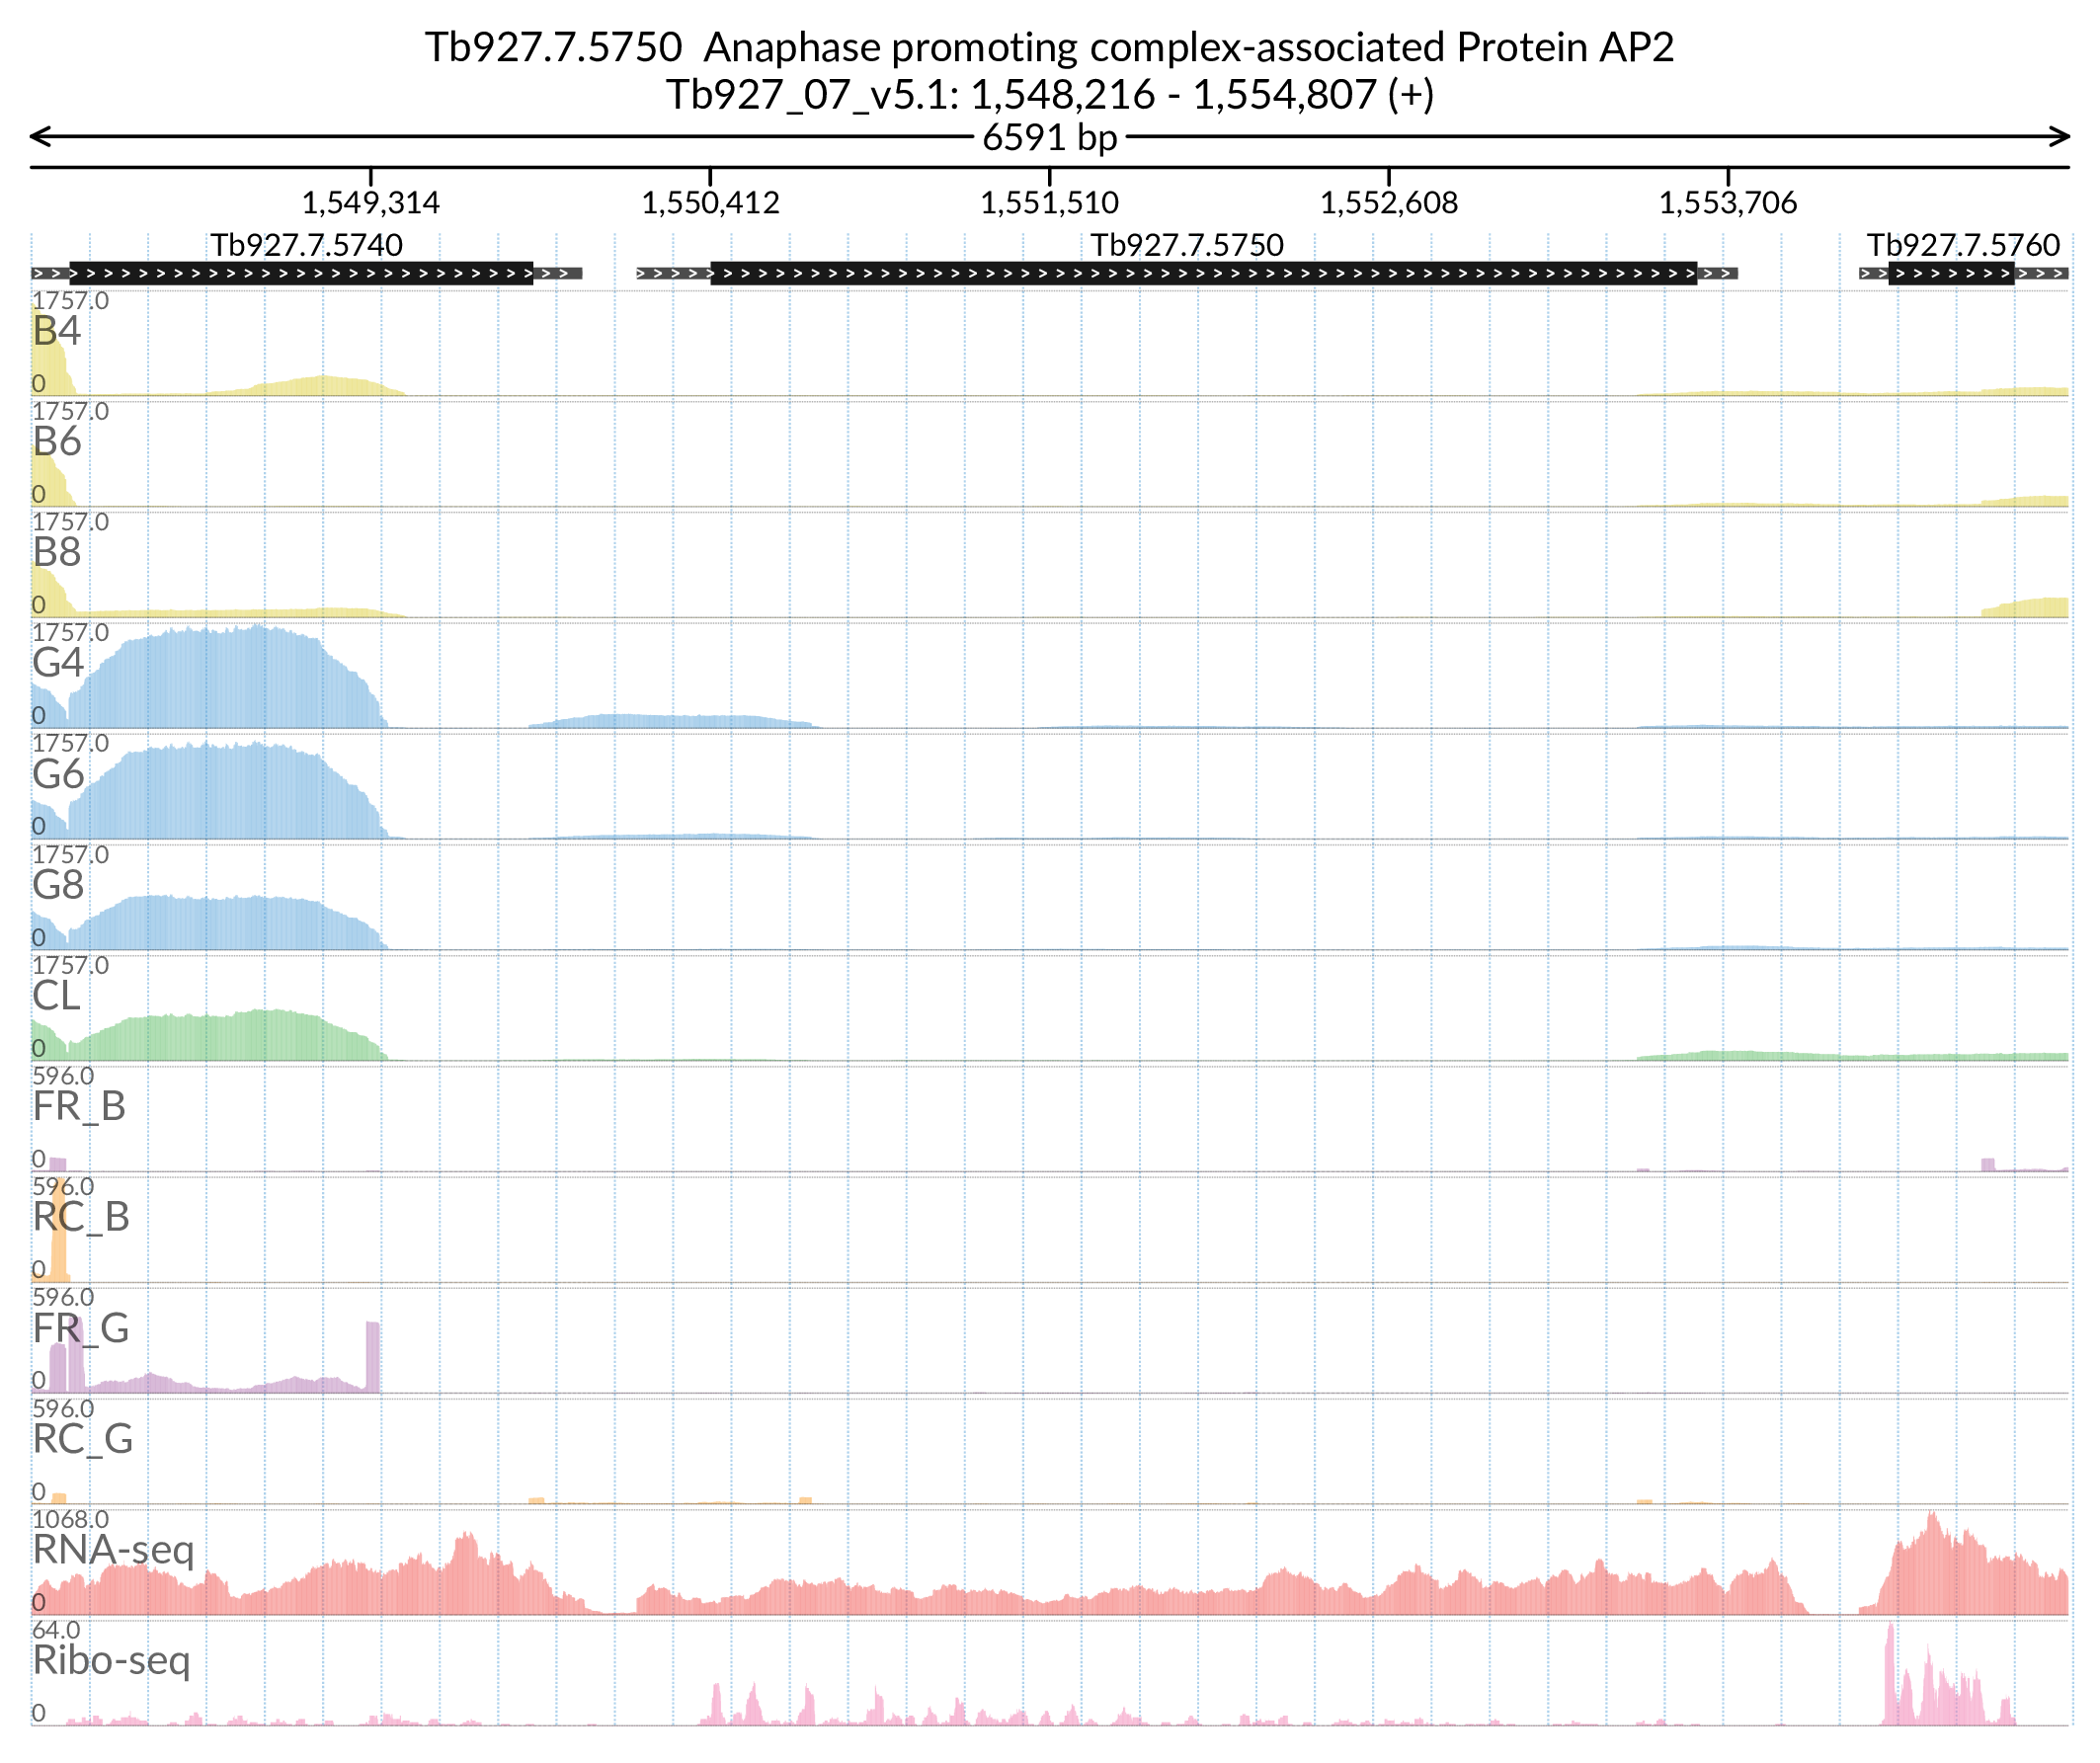 Tb927.7.5750 Anaphase promoting complex-associated Protein AP2
Tb927_07_v5.1: 1,548,216 - 1,554,807 (+)
6591 bp
1,549,314 1,550,412 1,551,510 1,552,608 1,553,706
Tb927.7.5740 Tb927.7.5750 Tb927.7.5760
1757.0
B4
0
1757.0
B6
0
1757.0
B8
0
1757.0
G4
0
1757.0
G6
0
1757.0
G8
0
1757.0
CL
0
596.0
FR_B
0
596.0
RC_B
0
596.0
FR_G
0
596.0
RC_G
0
1068.0
RNA-seq
0
64.0
Ribo-seq
0